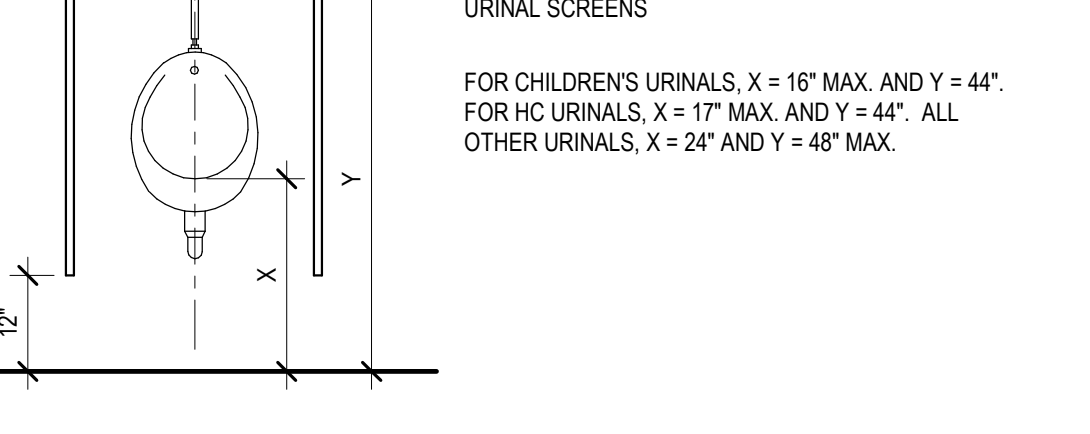 URINAL SCREENS
FOR CHILDREN'S URINALS, X = 16" MAX. AND Y = 44".
FOR HC URINALS, X = 17" MAX. AND Y = 44". ALL
OTHER URINALS, X = 24" AND Y = 48" MAX.
Y
X
12"